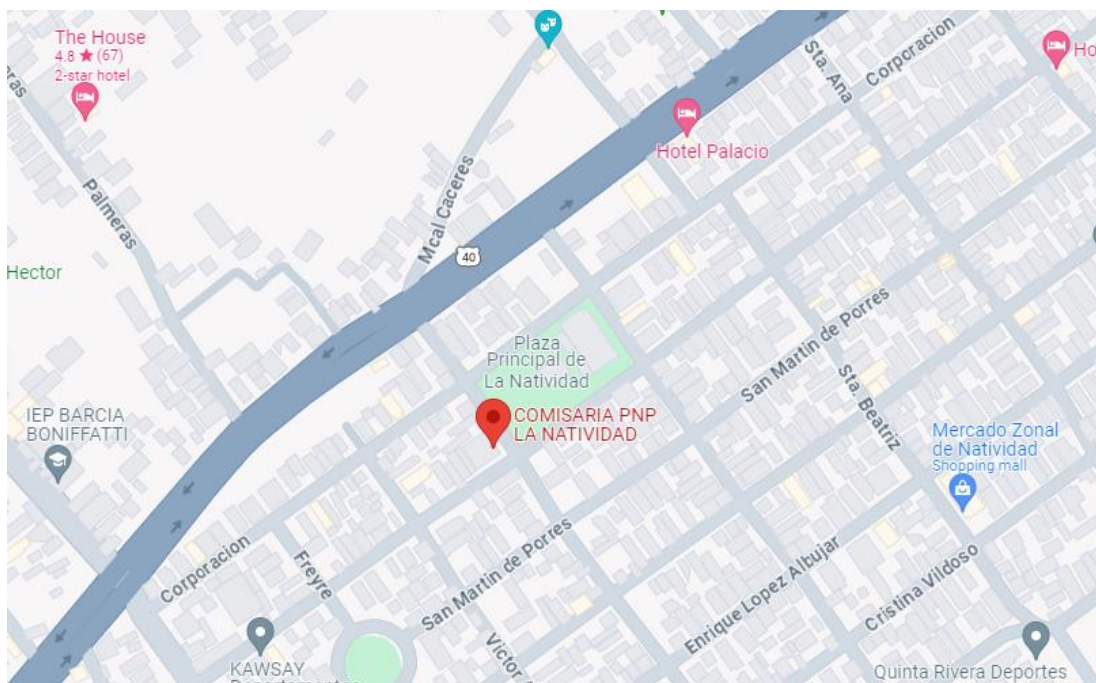 The House
4.8 ★ (67)
2-star hotel
Sta. Ana
Corporacion
Hotel Palacio
Palmeras
Mcal Caceres
40
Hector
Plaza
Principal de
La Natividad
San Martin de Porres
COMISARIA PNP
LA NATIVIDAD
IEP BARCIA
BONIFFATTI
Sta. Beatriz
Mercado Zonal
de Natividad
Shopping mall
Corporacion
Freyre
San Martin de Porres
Enrique Lopez Albujar
Cristina Vildoso
KAWSAY
Victor
Quinta Rivera Deportes